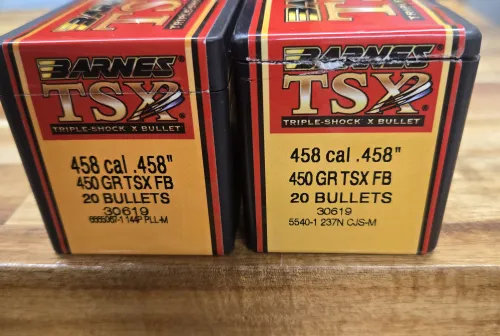 BARNES®
TSX®
TRIPLE-SHOCK X BULLET
458 cal .458"
450 GR TSX FB
20 BULLETS
30619
BARNES®
TSX®
TRIPLE-SHOCK X BULLET
458 cal .458"
450 GR TSX FB
20 BULLETS
30619
5540-1 237N CJS-M